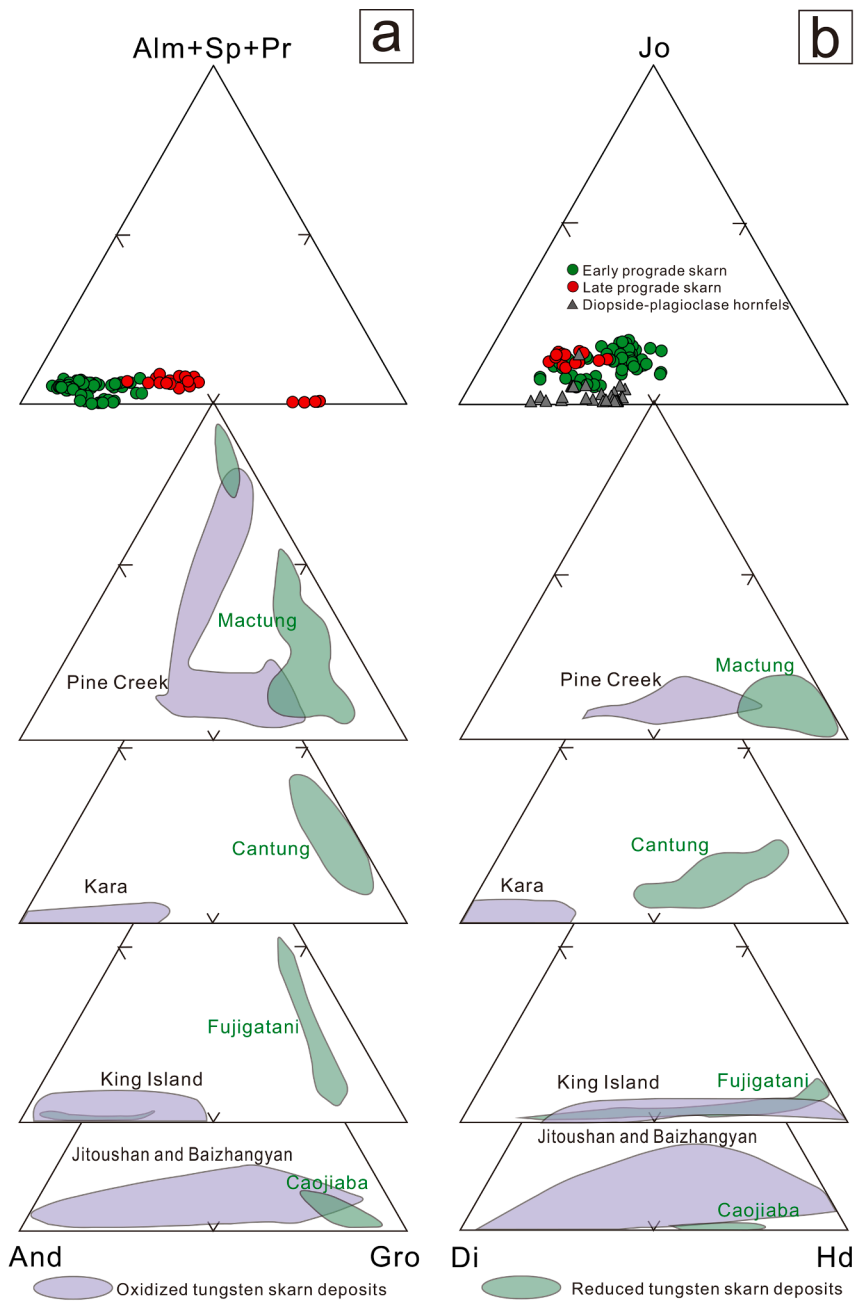 a
Alm+Sp+Pr
b
Jo
Early prograde skarn
Late prograde skarn
Diopside-plagioclase hornfels
Mactung
Pine Creek
Mactung
Pine Creek
Cantung
Kara
Cantung
Kara
Fujigatani
King Island
Fujigatani
King Island
Jitoushan and Baizhangyan
Caojiaba
Jitoushan and Baizhangyan
Caojiaba
And
Gro
Di
Hd
Oxidized tungsten skarn deposits
Reduced tungsten skarn deposits